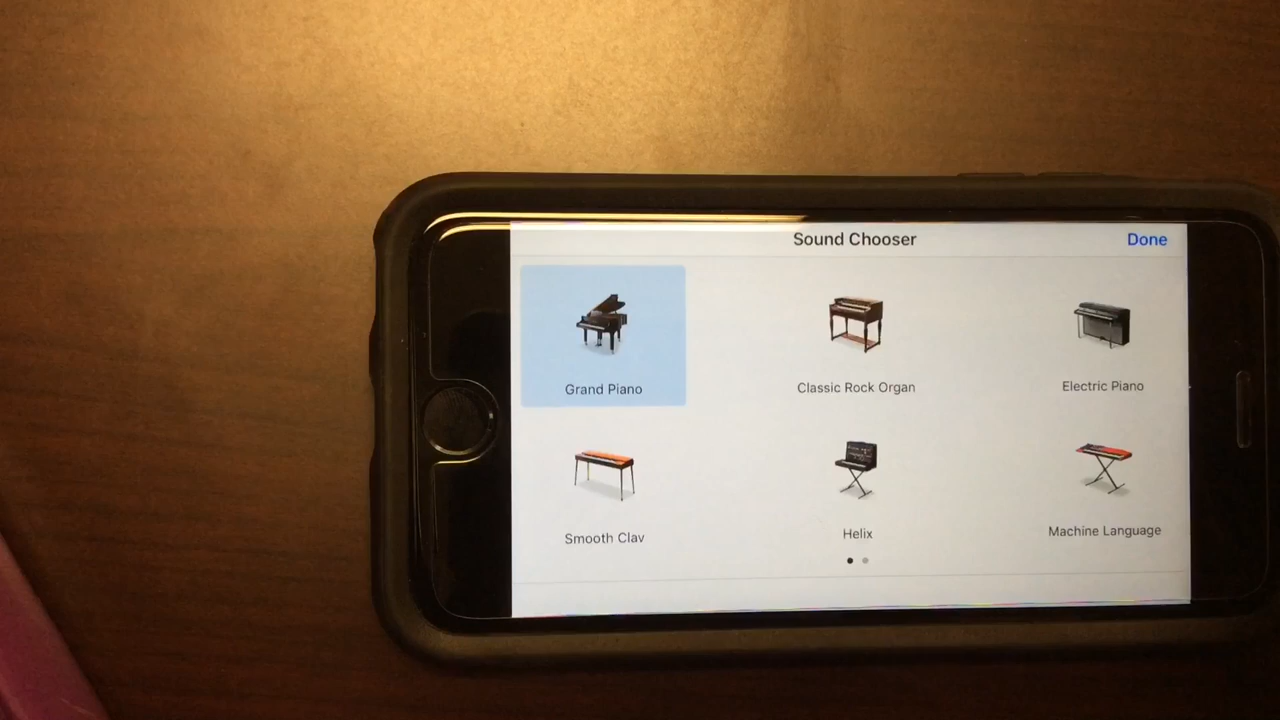 Sound Chooser
Done
Grand Piano
Classic Rock Organ
Electric Piano
Smooth Clav
Helix
Machine Language